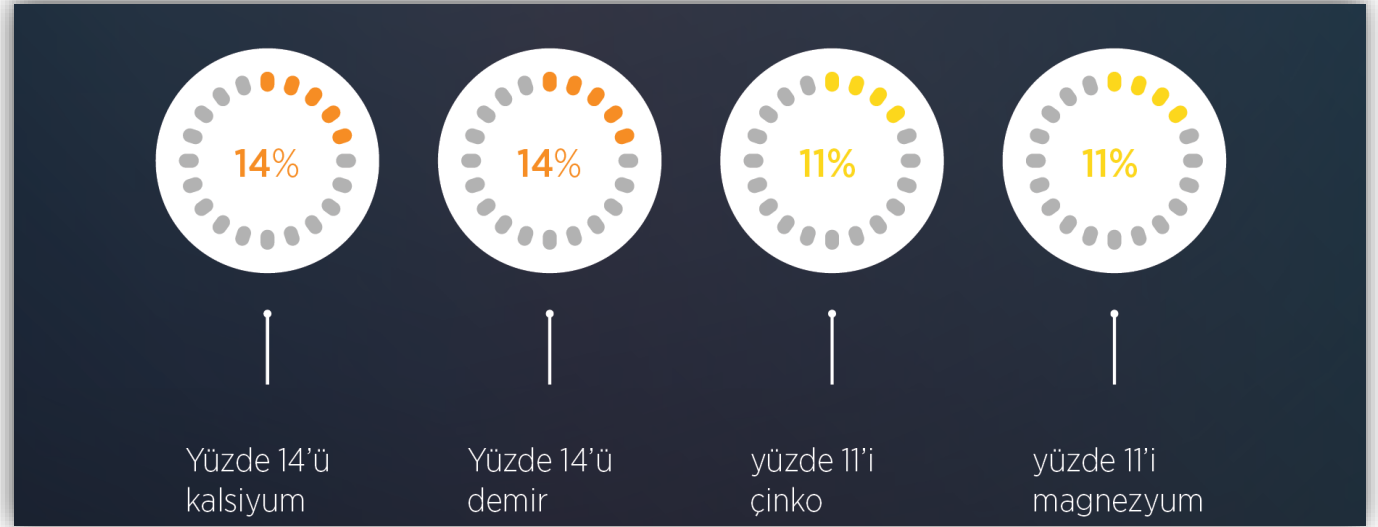 14%
14%
11%
11%
Yüzde 14’ü
kalsiyum
Yüzde 14’ü
demir
yüzde 11’i
çinko
yüzde 11’i
magnezyum